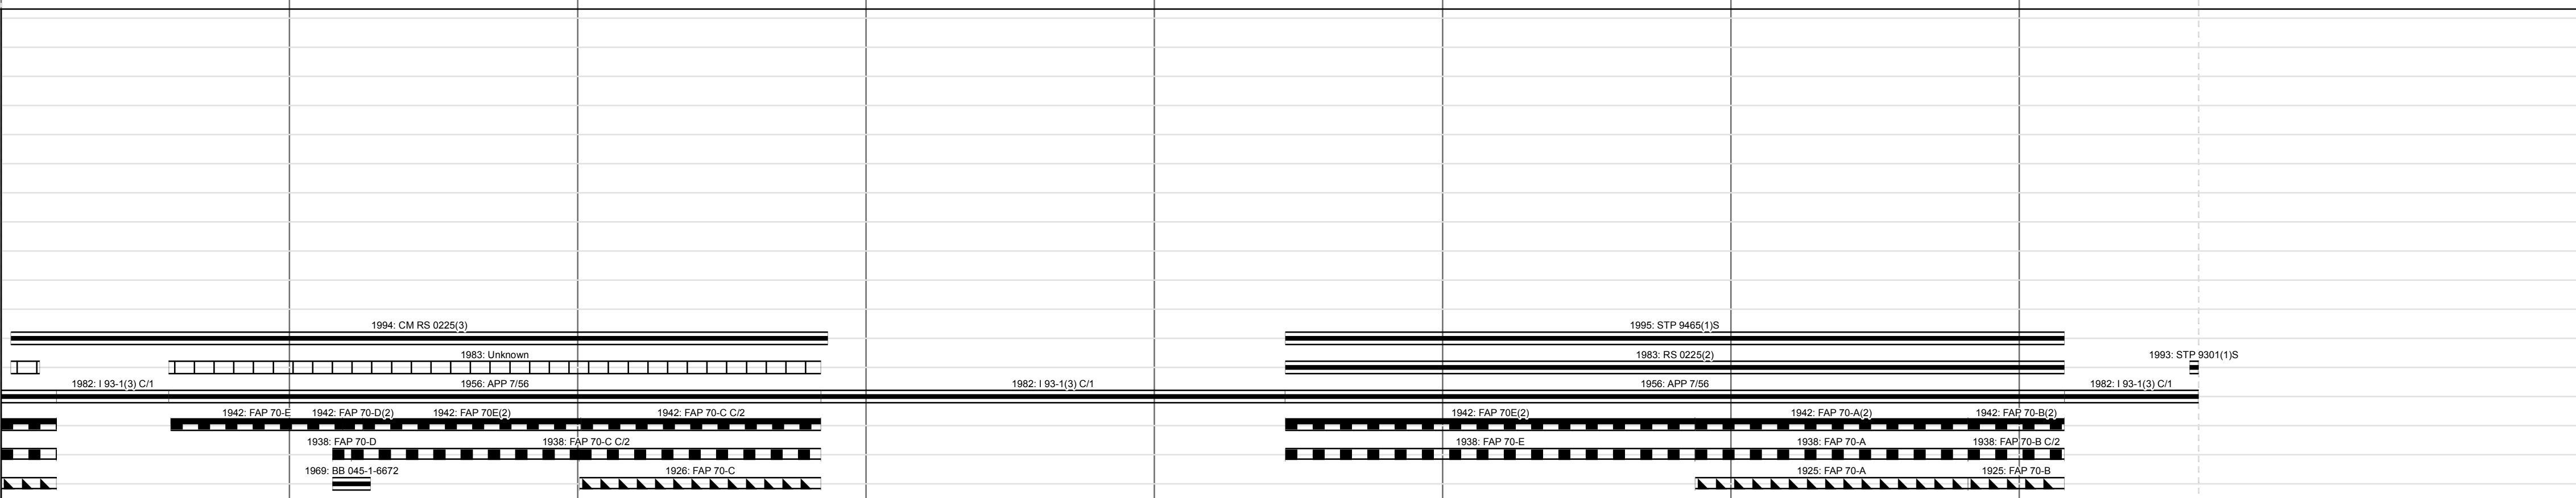 1994: CM RS 0225(3) 1995: STP 9465(1)S
1983: Unknown 1983: RS 0225(2) 1993: STP 9301(1)S
1982: I 93-1(3) C/1 1956: APP 7/56 1982: I 93-1(3) C/1 1956: APP 7/56 1982: I 93-1(3) C/1
1942: FAP 70-E 1942: FAP 70-D(2) 1942: FAP 70E(2) 1942: FAP 70-C C/2 1942: FAP 70E(2) 1942: FAP 70-A(2) 1942: FAP 70-B(2)
1938: FAP 70-D 1938: FAP 70-C C/2 1938: FAP 70-E 1938: FAP 70-A 1938: FAP 70-B C/2
1969: BB 045-1-6672 1926: FAP 70-C 1925: FAP 70-A 1925: FAP 70-B